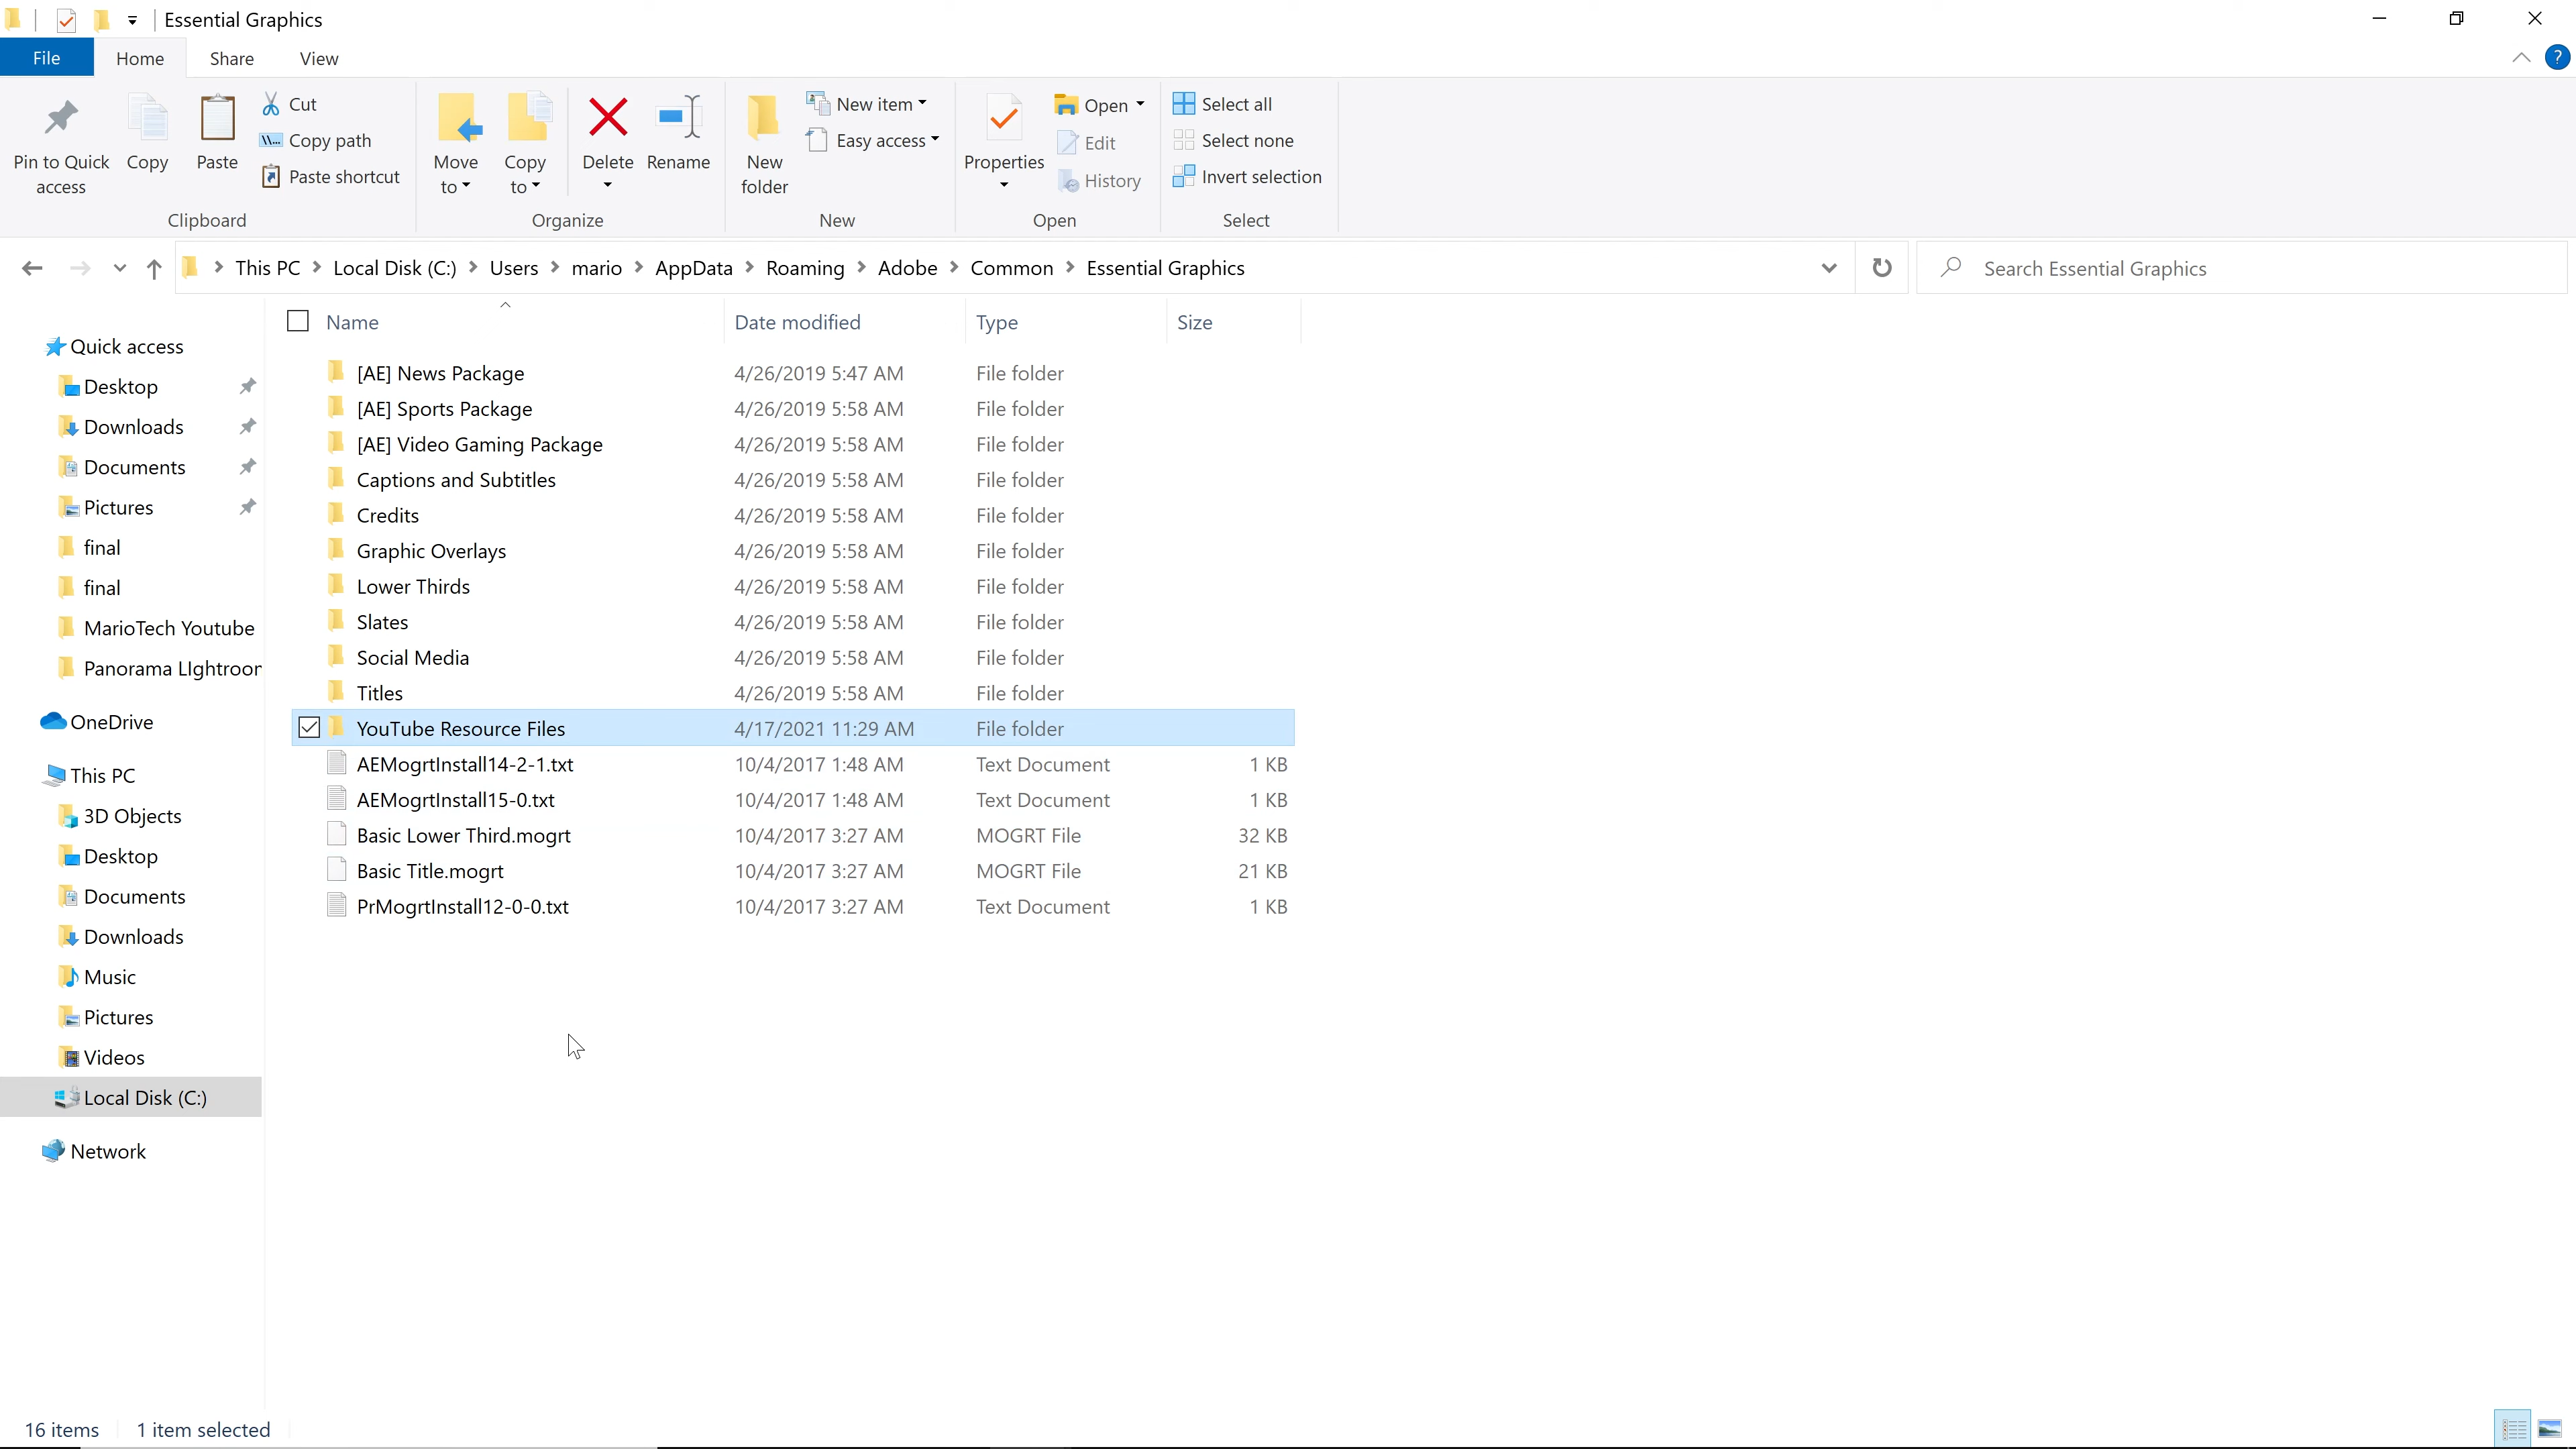 Essential Graphics
File Home Share View
Pin to Quick access
Copy
Paste
Cut
Copy path
Paste shortcut
Clipboard
Move to
Copy to
Delete
Rename
Organize
New folder
New item
Easy access
New
Properties
Open
Edit
History
Open
Select all
Select none
Invert selection
Select
This PC > Local Disk (C:) > Users > mario > AppData > Roaming > Adobe > Common > Essential Graphics
Search Essential Graphics
Quick access
Desktop
Downloads
Documents
Pictures
final
final
MarioTech Youtube
Panorama LIghtroor
OneDrive
This PC
3D Objects
Desktop
Documents
Downloads
Music
Pictures
Videos
Local Disk (C:)
Network
Name Date modified Type Size
[AE] News Package 4/26/2019 5:47 AM File folder
[AE] Sports Package 4/26/2019 5:58 AM File folder
[AE] Video Gaming Package 4/26/2019 5:58 AM File folder
Captions and Subtitles 4/26/2019 5:58 AM File folder
Credits 4/26/2019 5:58 AM File folder
Graphic Overlays 4/26/2019 5:58 AM File folder
Lower Thirds 4/26/2019 5:58 AM File folder
Slates 4/26/2019 5:58 AM File folder
Social Media 4/26/2019 5:58 AM File folder
Titles 4/26/2019 5:58 AM File folder
YouTube Resource Files 4/17/2021 11:29 AM File folder
AEMogrtInstall14-2-1.txt 10/4/2017 1:48 AM Text Document 1 KB
AEMogrtInstall15-0.txt 10/4/2017 1:48 AM Text Document 1 KB
Basic Lower Third.mogrt 10/4/2017 3:27 AM MOGRT File 32 KB
Basic Title.mogrt 10/4/2017 3:27 AM MOGRT File 21 KB
PrMogrtInstall12-0-0.txt 10/4/2017 3:27 AM Text Document 1 KB
16 items 1 item selected